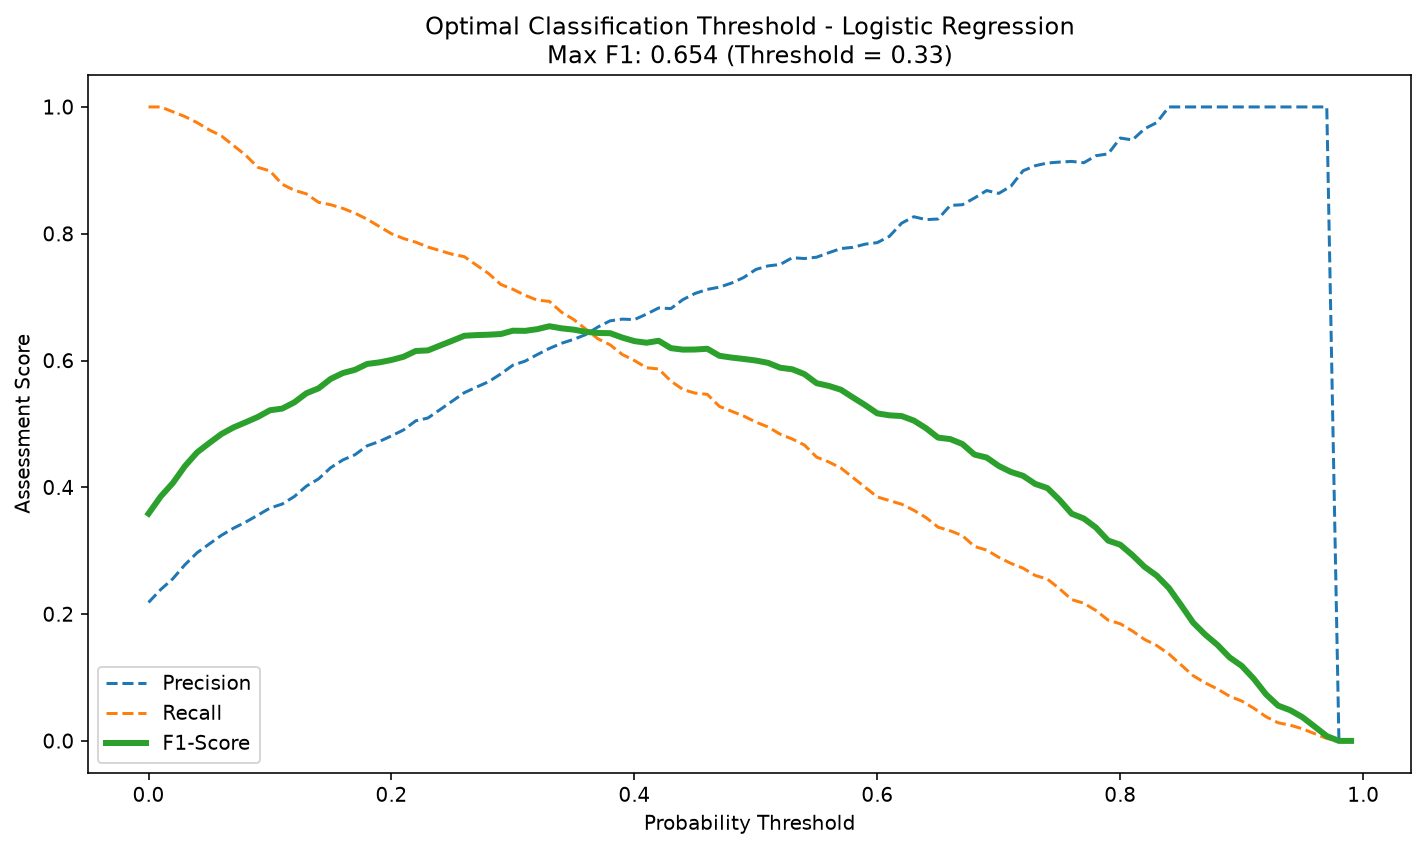 Optimal Classification Threshold - Logistic Regression
Max F1: 0.654 (Threshold = 0.33)
Assessment Score
1.0
0.8
0.6
0.4
0.2
0.0
Precision
Recall
F1-Score
0.0 0.2 0.4 0.6 0.8 1.0
Probability Threshold